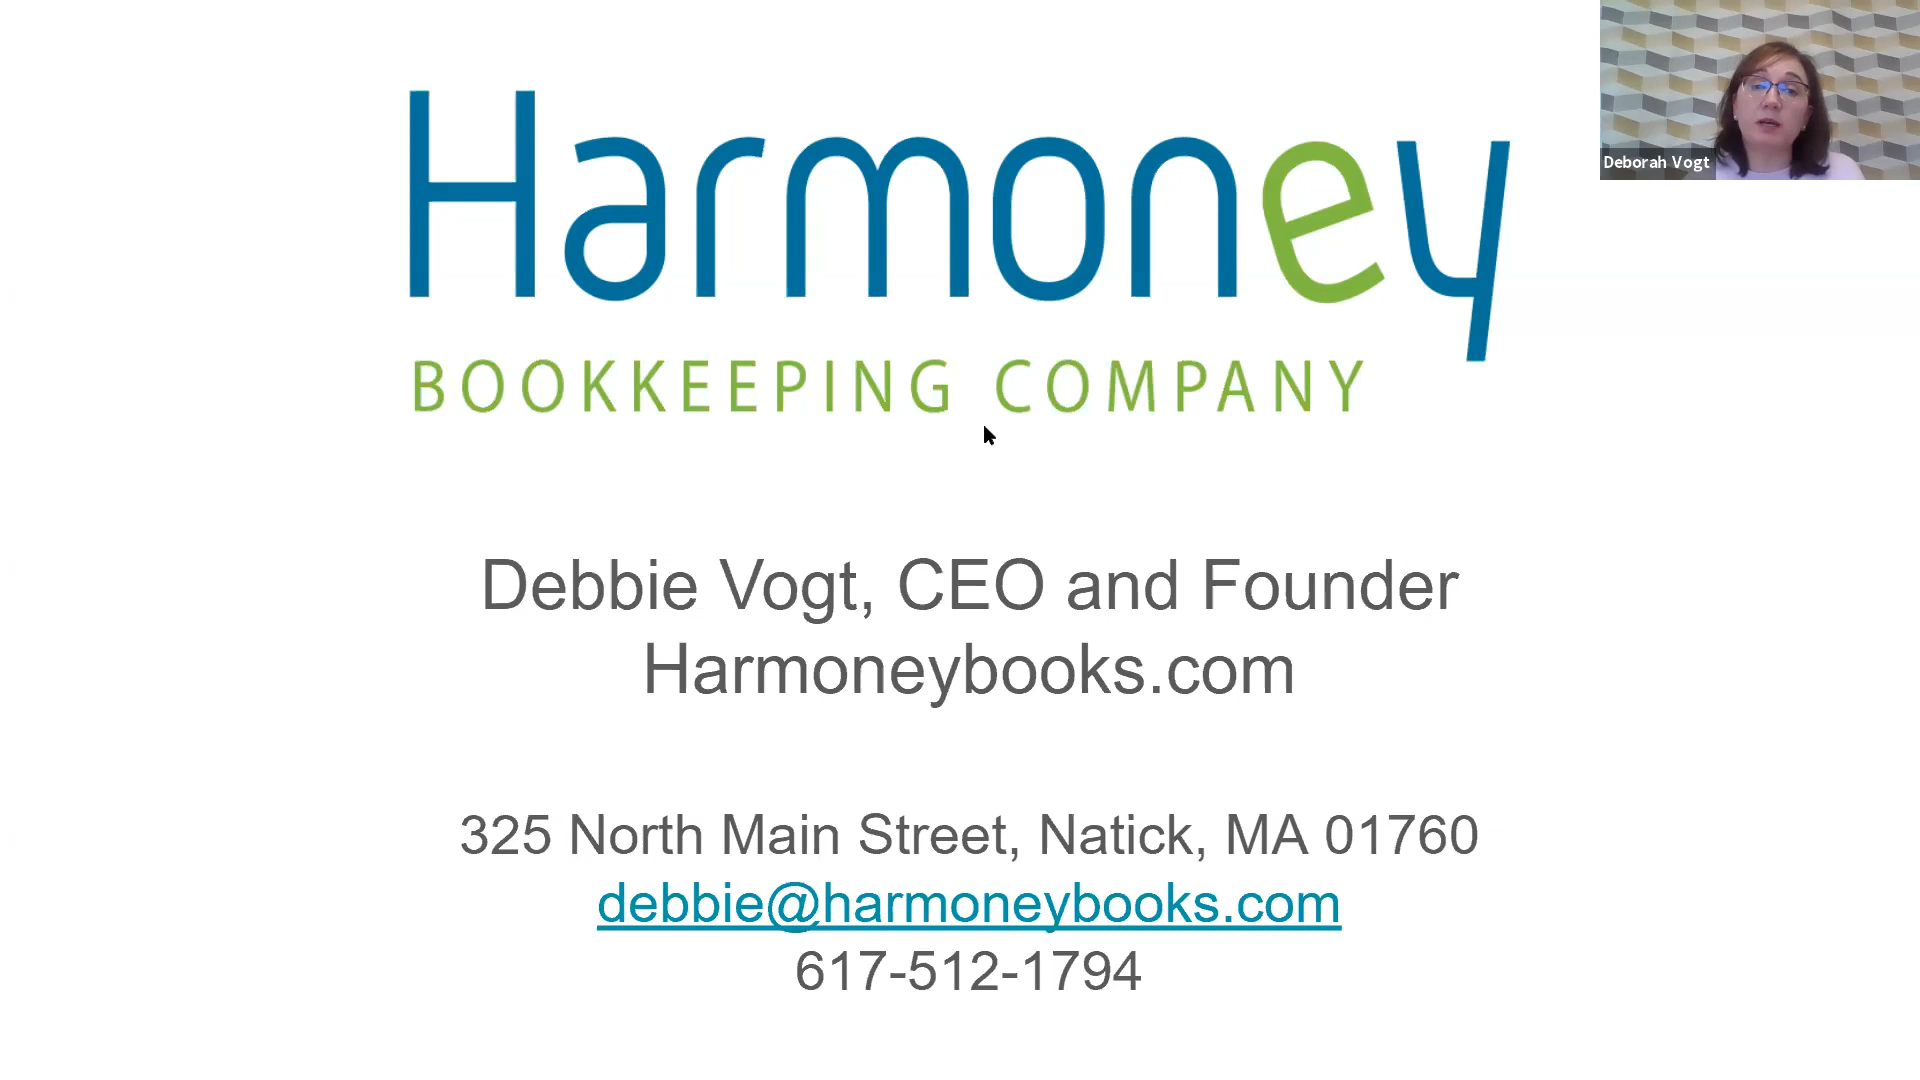 Harmoney
BOOKKEEPING COMPANY
Deborah Vogt
Debbie Vogt, CEO and Founder
Harmoneybooks.com
325 North Main Street, Natick, MA 01760
debbie@harmoneybooks.com
617-512-1794